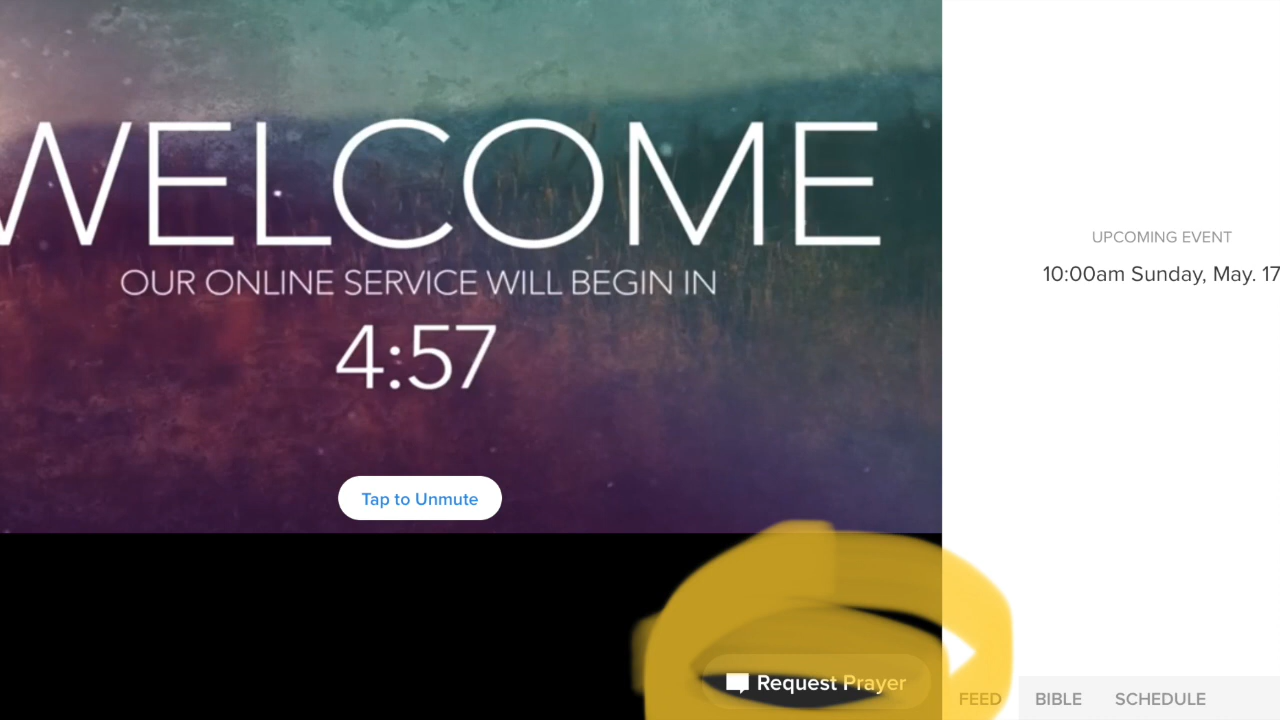 WELCOME
OUR ONLINE SERVICE WILL BEGIN IN
4:57
Tap to Unmute
Request Prayer
UPCOMING EVENT
10:00am Sunday, May. 17
FEED
BIBLE
SCHEDULE